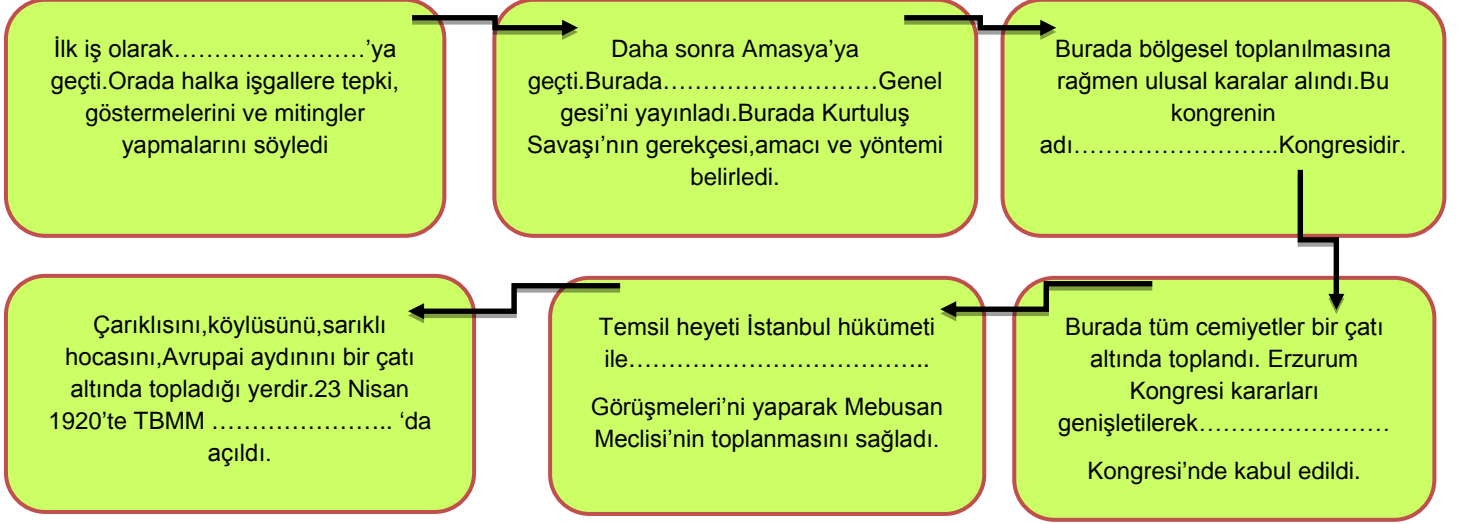 İlk iş olarak……………………’ya
geçti.Orada halka işgallere tepki,
göstermelerini ve mitingler
yapmalarını söyledi
Daha sonra Amasya’ya
geçti.Burada…………………………Genel
gesi’ni yayınladı.Burada Kurtuluş
Savaşı’nın gerekçesi,amacı ve yöntemi
belirledi.
Burada bölgesel toplanılmasına
rağmen ulusal karalar alındı.Bu
kongrenin
adı……………………..Kongresidir.
Burada tüm cemiyetler bir çatı
altında toplandı. Erzurum
Kongresi kararları
genişletilerek……………………
Kongresi’nde kabul edildi.
Temsil heyeti İstanbul hükümeti
ile……………………………..
Görüşmeleri’ni yaparak Mebusan
Meclisi’nin toplanmasını sağladı.
Çarıklısını,köylüsünü,sarıklı
hocasını,Avrupai aydınını bir çatı
altında topladığı yerdir.23 Nisan
1920’te TBMM ………………….. ‘da
açıldı.